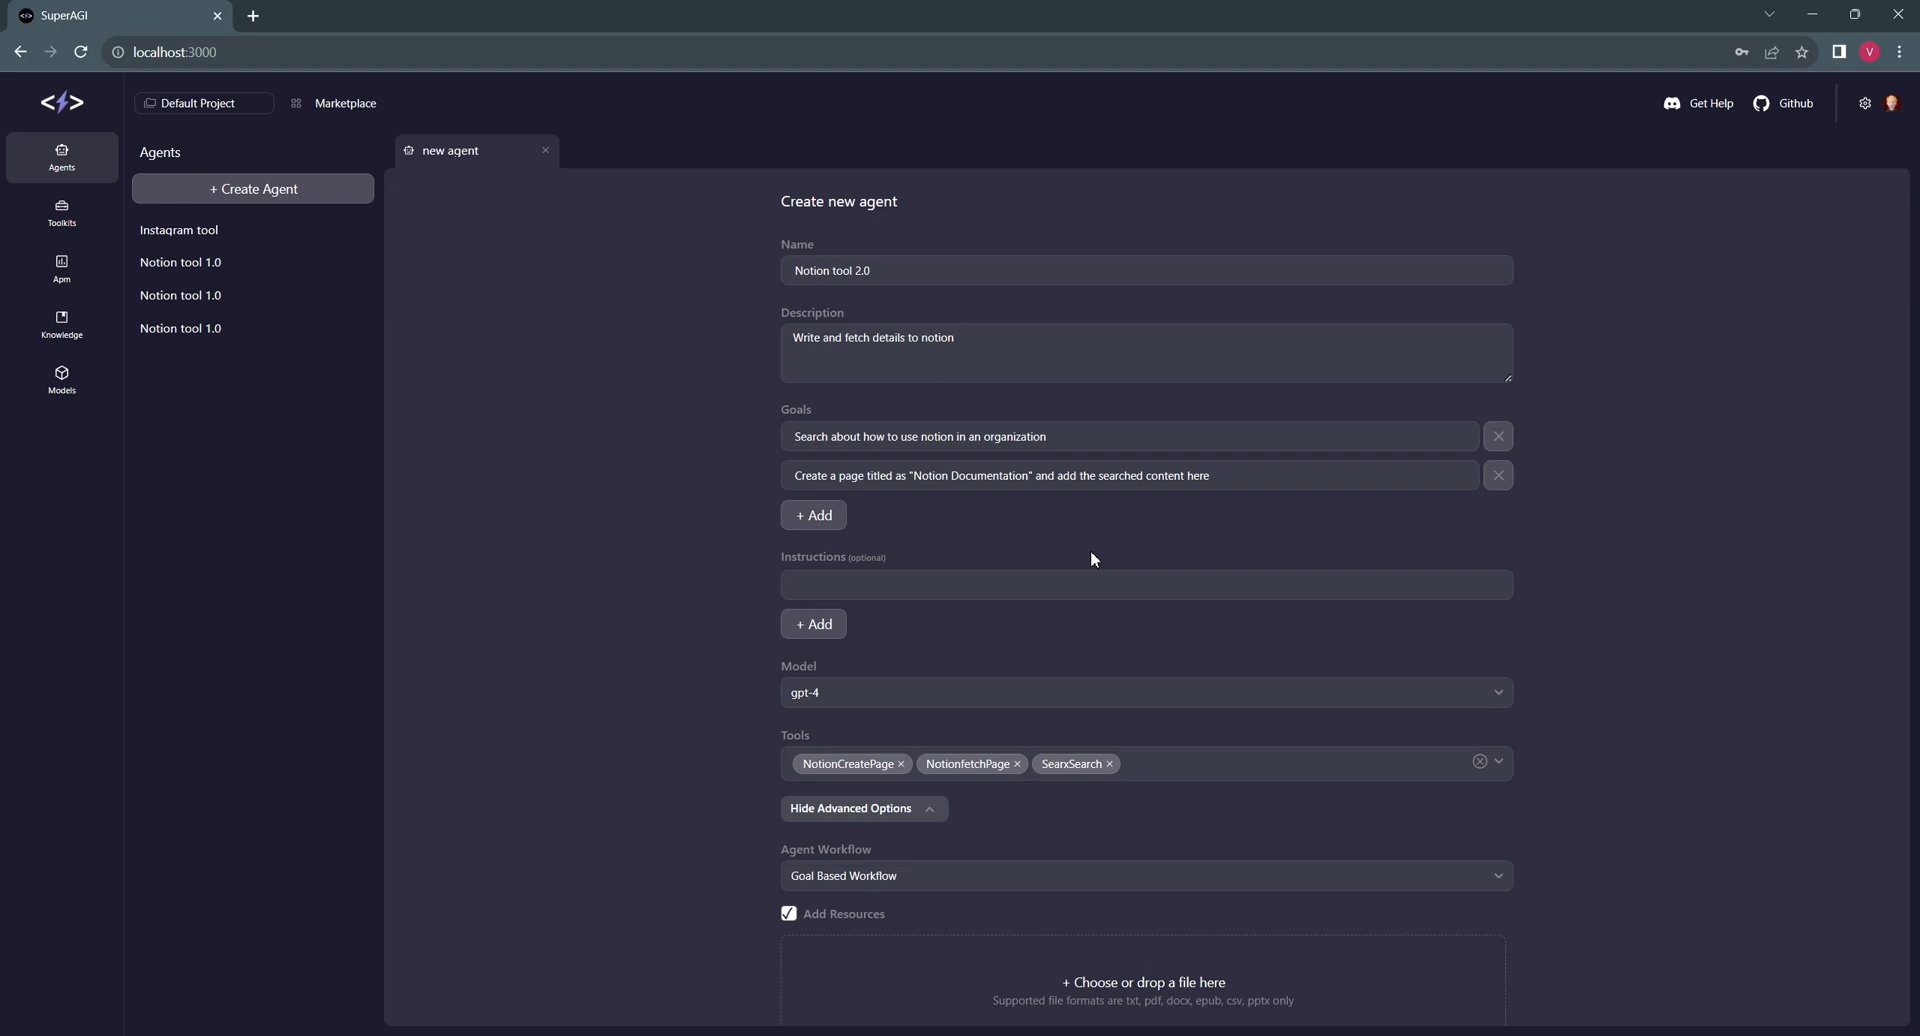 SuperAGI
localhost:3000
V
Default Project
Marketplace
Get Help
Github
Agents
Toolkits
Apm
Knowledge
Models
Agents
+ Create Agent
Instagram tool
Notion tool 1.0
Notion tool 1.0
Notion tool 1.0
new agent
Create new agent
Name
Notion tool 2.0
Description
Write and fetch details to notion
Goals
Search about how to use notion in an organization
Create a page titled as "Notion Documentation" and add the searched content here
+ Add
Instructions (optional)
+ Add
Model
gpt-4
Tools
NotionCreatePage NotionfetchPage SearxSearch
Hide Advanced Options
Agent Workflow
Goal Based Workflow
Add Resources
+ Choose or drop a file here
Supported file formats are txt, pdf, docx, epub, csv, pptx only